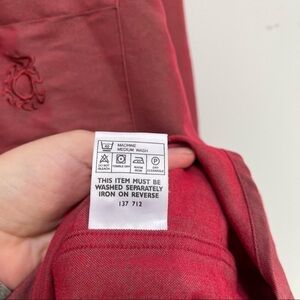 MACHINE
MEDIUM WASH
DO NOT BLEACH
TUMBLE DRY
WARM IRON
DRY CLEANABLE
THIS ITEM MUST BE
WASHED SEPARATELY
IRON ON REVERSE
137 712